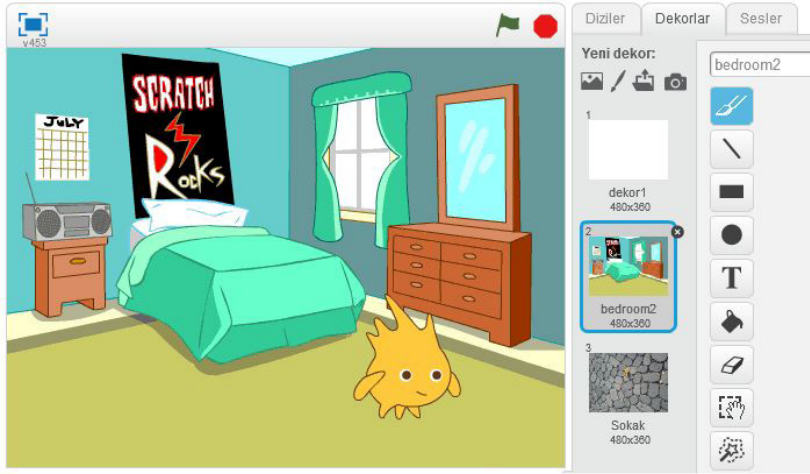 v453
JULY
SCRATCH
ROCKS
Diziler
Dekorlar
Sesler
Yeni dekor:
bedroom2
1
dekor1
480x360
2
bedroom2
480x360
3
Sokak
480x360
T